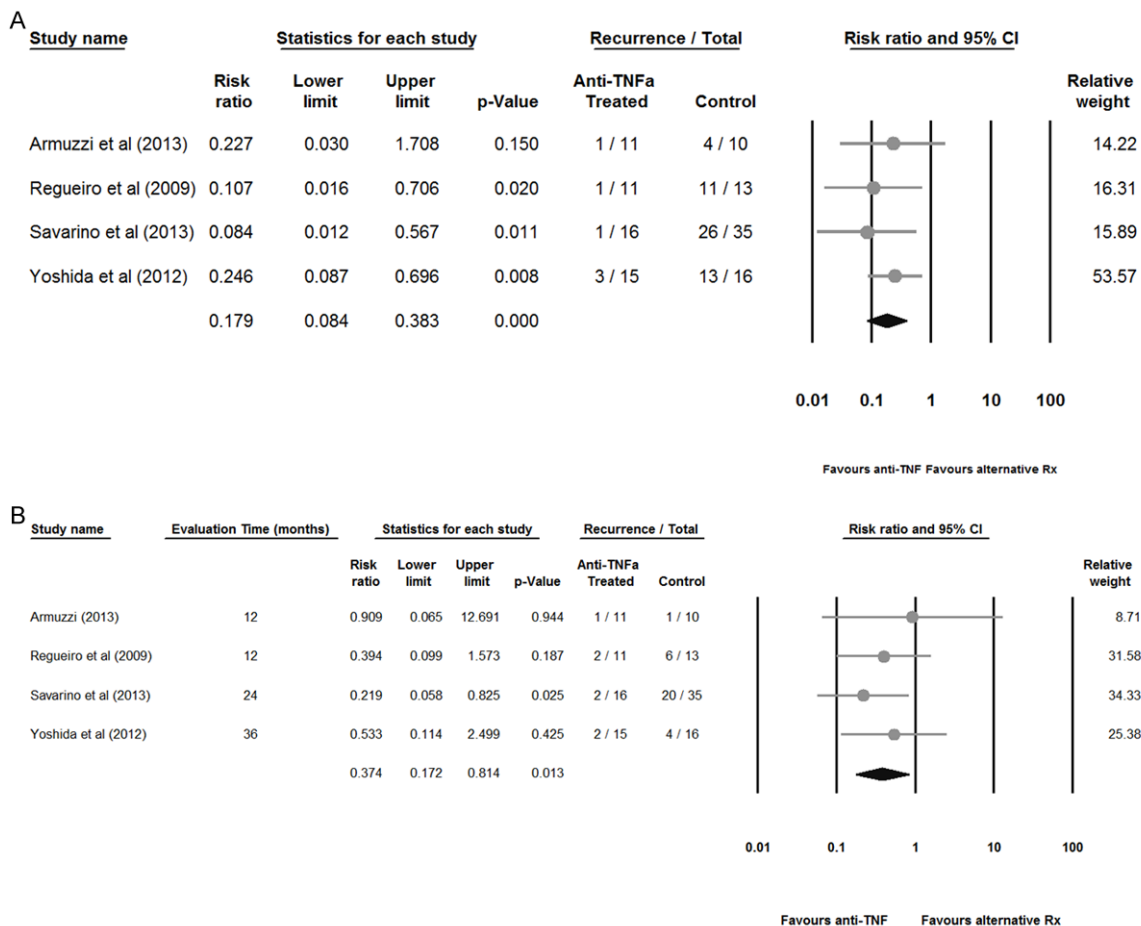 A
Study name Statistics for each study Recurrence / Total Risk ratio and 95% CI
Risk ratio Lower limit Upper limit p-Value Anti-TNFa Treated Control Relative weight
Armuzzi et al (2013) 0.227 0.030 1.708 0.150 1 / 11 4 / 10 14.22
Regueiro et al (2009) 0.107 0.016 0.706 0.020 1 / 11 11 / 13 16.31
Savarino et al (2013) 0.084 0.012 0.567 0.011 1 / 16 26 / 35 15.89
Yoshida et al (2012) 0.246 0.087 0.696 0.008 3 / 15 13 / 16 53.57
0.179 0.084 0.383 0.000
0.01 0.1 1 10 100
Favours anti-TNF Favours alternative Rx
B
Study name Evaluation Time (months) Statistics for each study Recurrence / Total Risk ratio and 95% CI
Risk ratio Lower limit Upper limit p-Value Anti-TNFa Treated Control Relative weight
Armuzzi (2013) 12 0.909 0.065 12.691 0.944 1 / 11 1 / 10 8.71
Regueiro et al (2009) 12 0.394 0.099 1.573 0.187 2 / 11 6 / 13 31.58
Savarino et al (2013) 24 0.219 0.058 0.825 0.025 2 / 16 20 / 35 34.33
Yoshida et al (2012) 36 0.533 0.114 2.499 0.425 2 / 15 4 / 16 25.38
0.374 0.172 0.814 0.013
0.01 0.1 1 10 100
Favours anti-TNF Favours alternative Rx